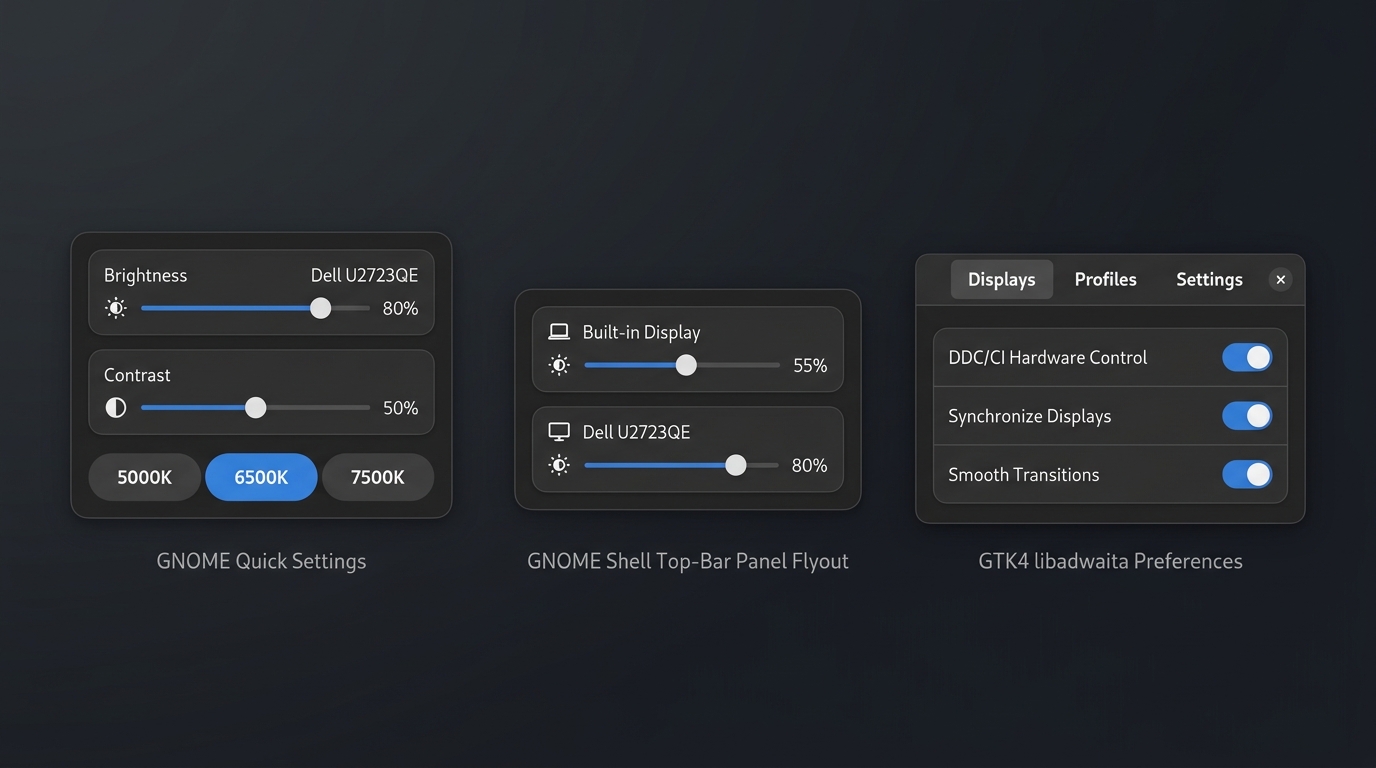 Brightness Dell U2723QE
80%
Contrast
50%
5000K 6500K 7500K
GNOME Quick Settings
Built-in Display
55%
Dell U2723QE
80%
GNOME Shell Top-Bar Panel Flyout
Displays Profiles Settings
DDC/CI Hardware Control
Synchronize Displays
Smooth Transitions
GTK4 libadwaita Preferences